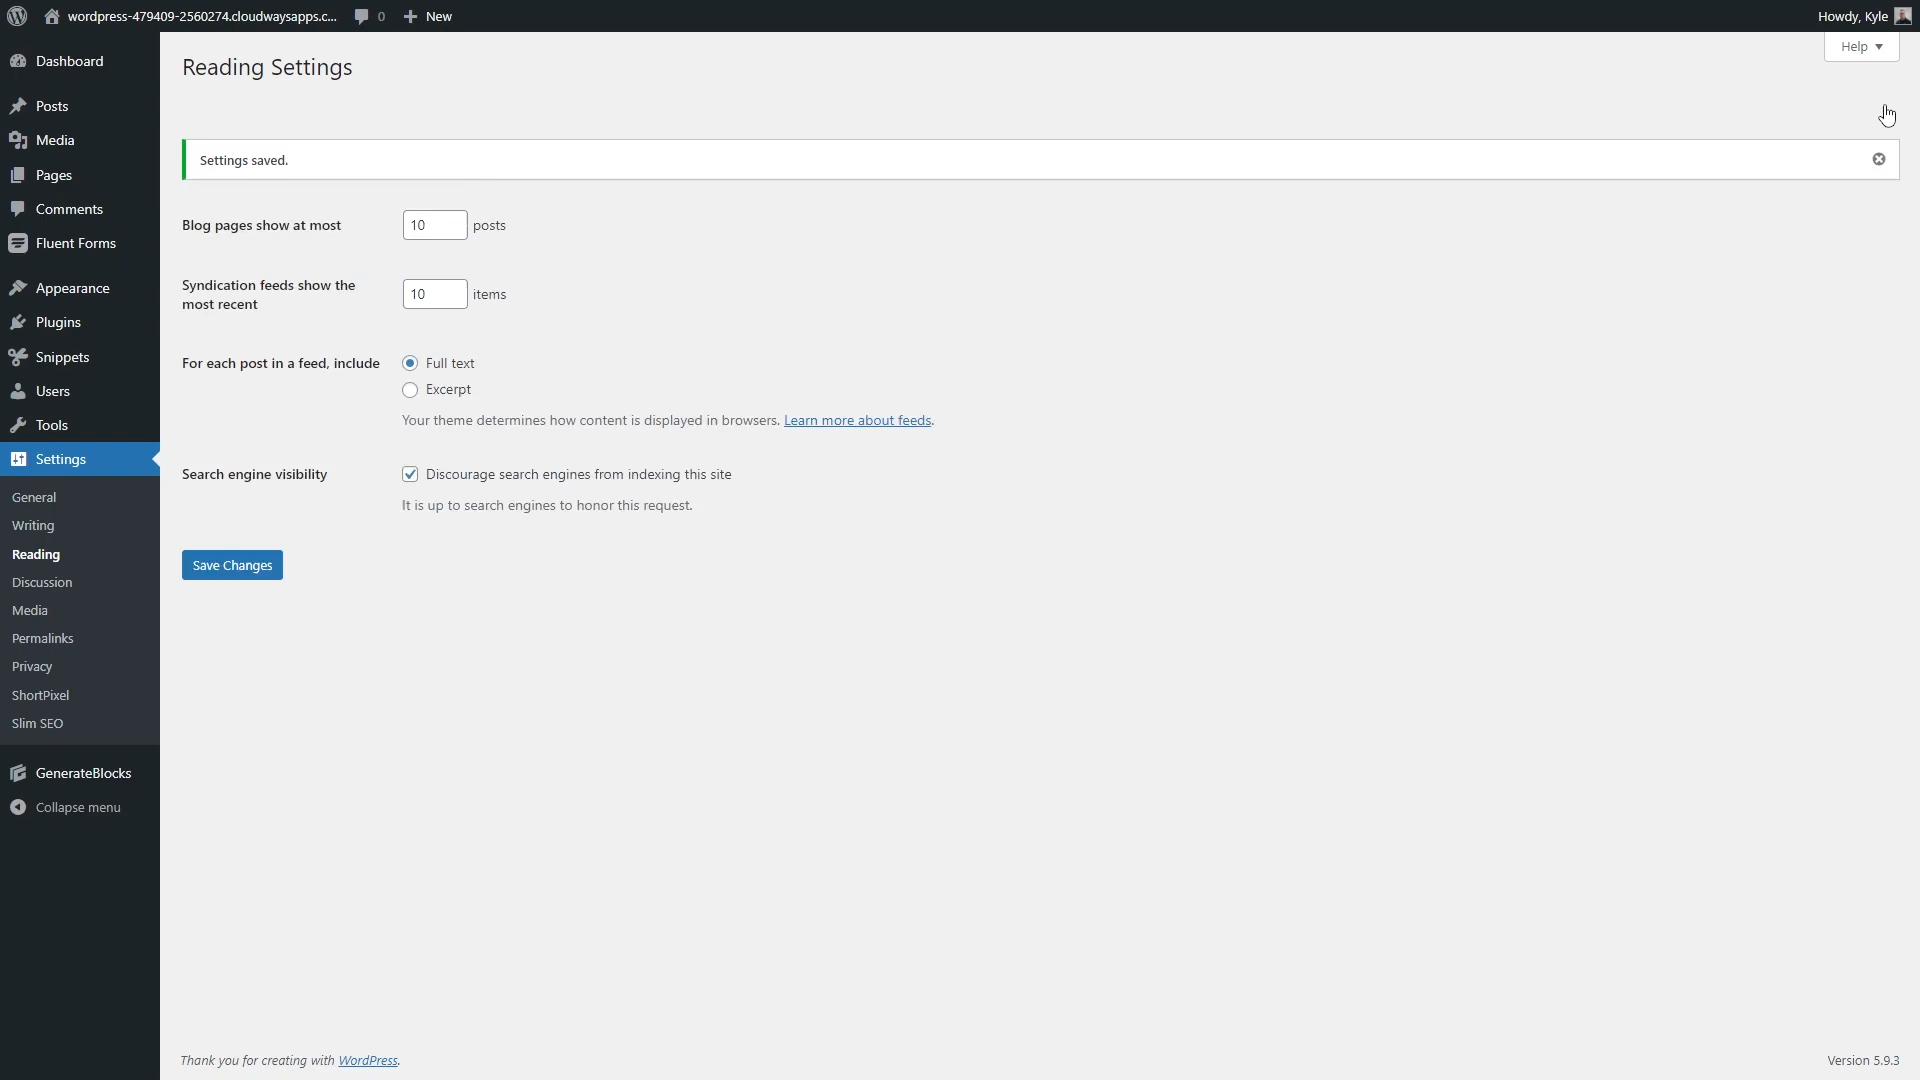 wordpress-479409-2560274.cloudwaysapps.c...
0
New
Howdy, Kyle
Help
Dashboard
Posts
Media
Pages
Comments
Fluent Forms
Appearance
Plugins
Snippets
Users
Tools
Settings
General
Writing
Reading
Discussion
Media
Permalinks
Privacy
ShortPixel
Slim SEO
GenerateBlocks
Collapse menu
Reading Settings
Settings saved.
Blog pages show at most 10 posts
Syndication feeds show the
most recent
10 items
For each post in a feed, include
Full text
Excerpt
Your theme determines how content is displayed in browsers. Learn more about feeds.
Search engine visibility
Discourage search engines from indexing this site
It is up to search engines to honor this request.
Save Changes
Thank you for creating with WordPress.
Version 5.9.3